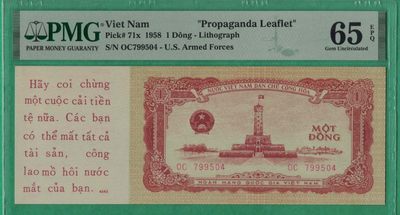 PMG
PAPER MONEY GUARANTY
Viet Nam "Propaganda Leaflet"
Pick# 71x 1958 1 Dông - Lithograph
S/N OC799504 - U.S. Armed Forces
65 EPQ
Gem Uncirculated
Hãy coi chừng
một cuộc cải tiền
tệ nữa. Các bạn
có thể mất tất cả
tài sản, công
lao mồ hôi nước
mắt của bạn.
NƯỚC VIỆT NAM DÂN CHỦ CỘNG HÒA
MỘT
ĐỒNG
OC 799504 OC 799504
NGÂN HÀNG QUỐC GIA VIỆT NAM